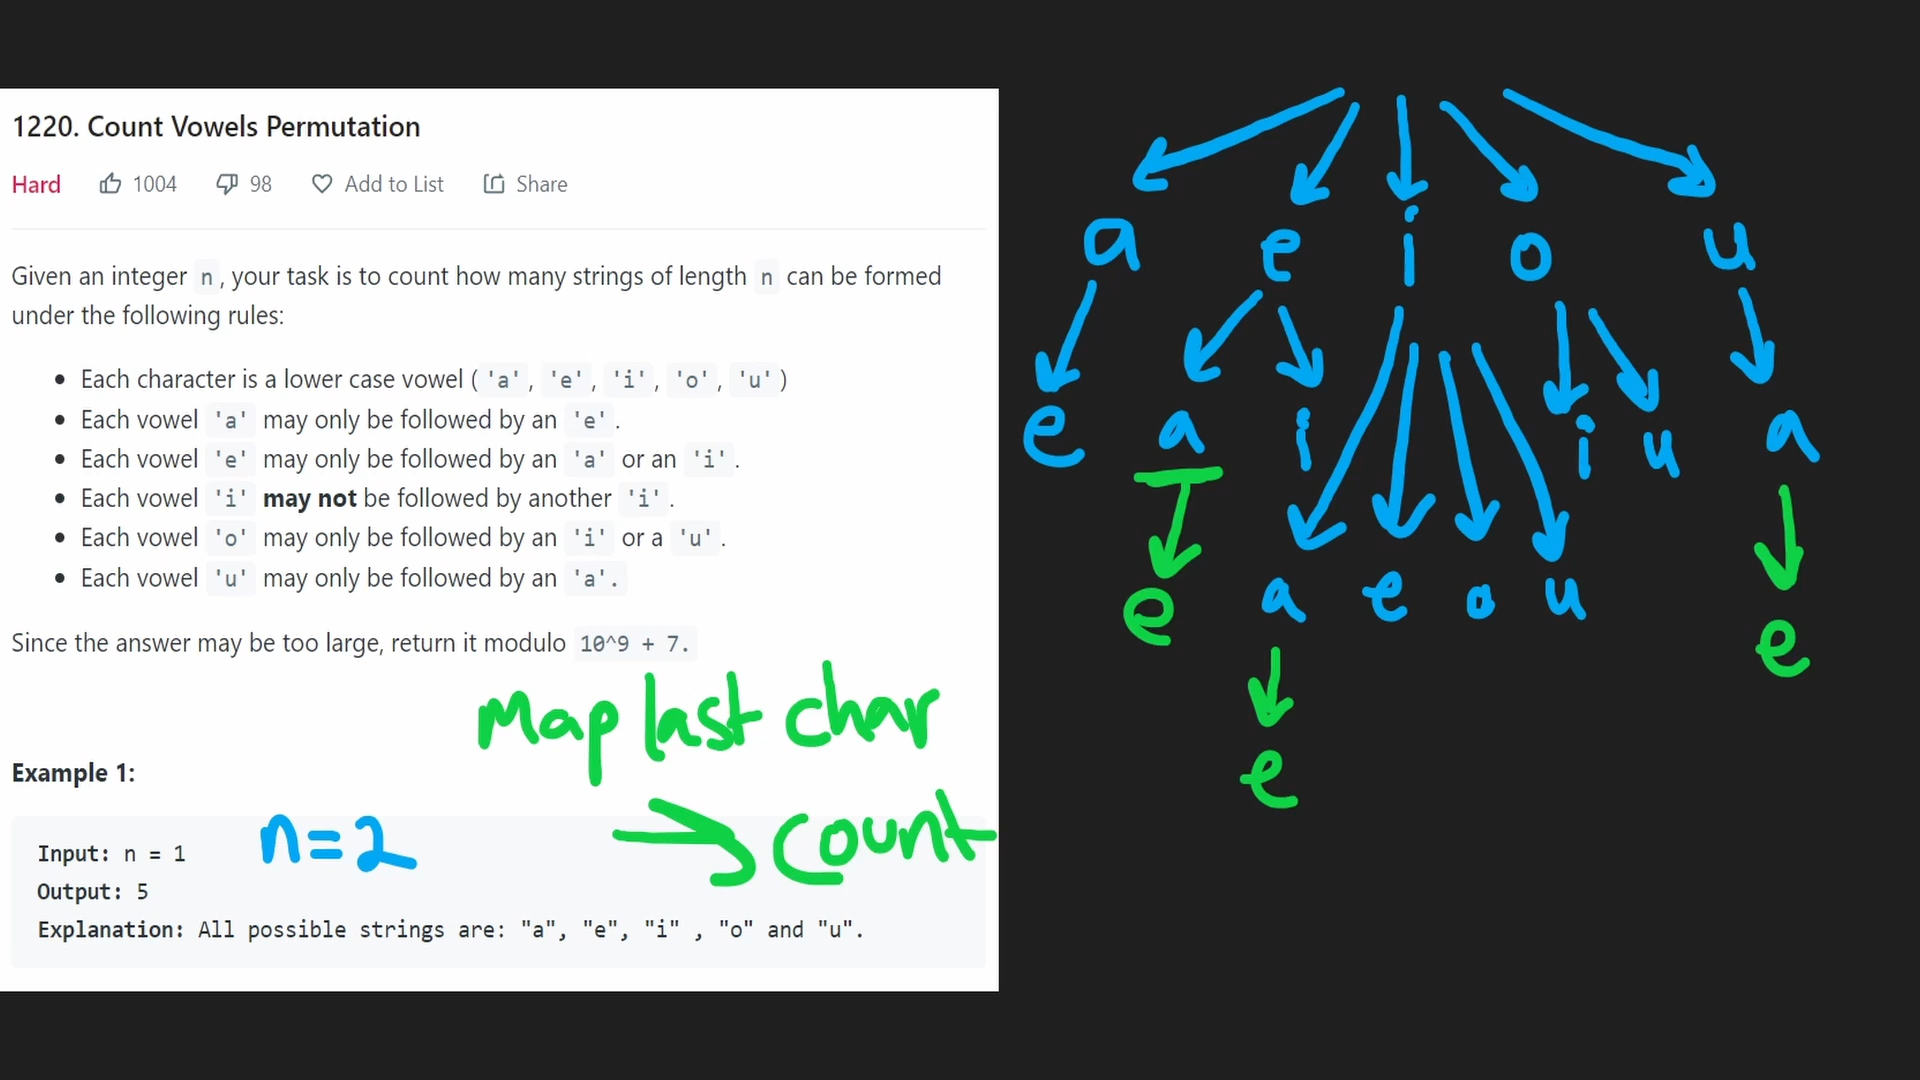 1220. Count Vowels Permutation
Hard 1004 98 Add to List Share
Given an integer n, your task is to count how many strings of length n can be formed
under the following rules:
• Each character is a lower case vowel ('a', 'e', 'i', 'o', 'u')
• Each vowel 'a' may only be followed by an 'e'.
• Each vowel 'e' may only be followed by an 'a' or an 'i'.
• Each vowel 'i' may not be followed by another 'i'.
• Each vowel 'o' may only be followed by an 'i' or a 'u'.
• Each vowel 'u' may only be followed by an 'a'.
Since the answer may be too large, return it modulo 10^9 + 7.
Map last char
→ count
Example 1:
n=2
Input: n = 1
Output: 5
Explanation: All possible strings are: "a", "e", "i" , "o" and "u".
a e i o u
e a i i u a
e a e o u e
e